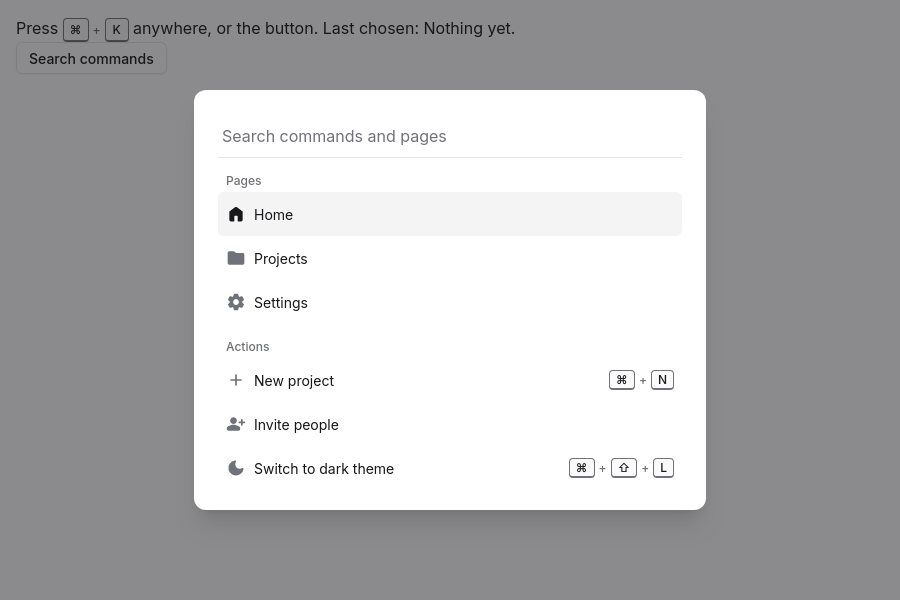 Press ⌘ + K anywhere, or the button. Last chosen: Nothing yet.
Search commands
Search commands and pages
Pages
Home
Projects
Settings
Actions
New project ⌘ + N
Invite people
Switch to dark theme ⌘ + ⇧ + L